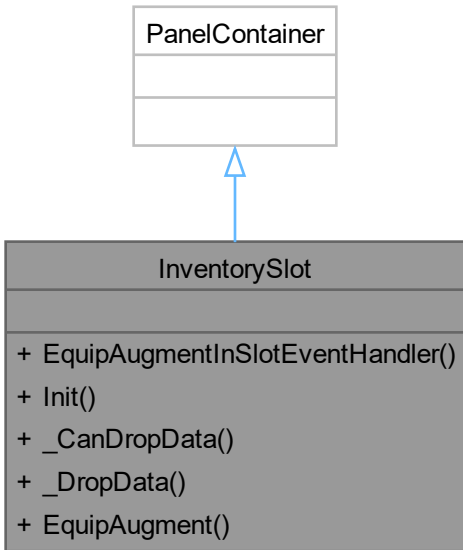 PanelContainer
InventorySlot
+ EquipAugmentInSlotEventHandler()
+ Init()
+ _CanDropData()
+ _DropData()
+ EquipAugment()